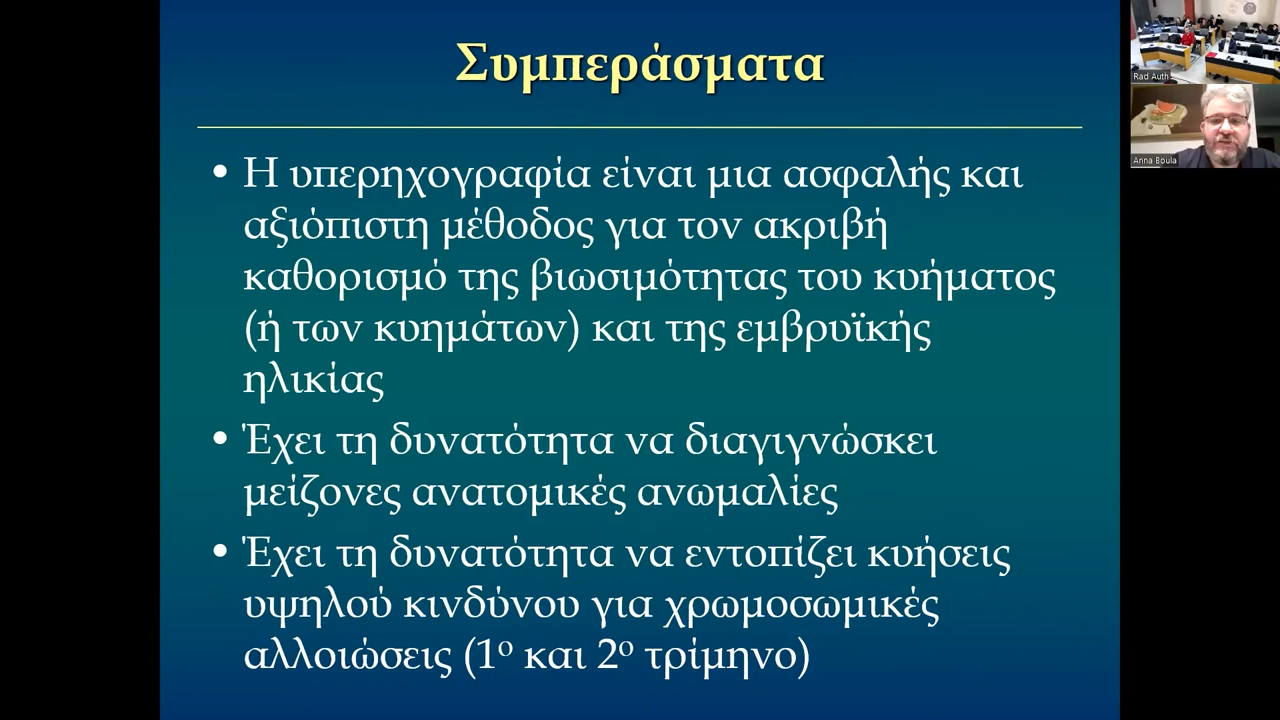 Συμπεράσματα
• Η υπερηχογραφία είναι μια ασφαλής και
αξιόπιστη μέθοδος για τον ακριβή
καθορισμό της βιωσιμότητας του κυήματος
(ή των κυημάτων) και της εμβρυϊκής
ηλικίας
• Έχει τη δυνατότητα να διαγιγνώσκει
μείζονες ανατομικές ανωμαλίες
• Έχει τη δυνατότητα να εντοπίζει κυήσεις
υψηλού κινδύνου για χρωμοσωμικές
αλλοιώσεις (1ο και 2ο τρίμηνο)
Rad Auth
Anna Boula